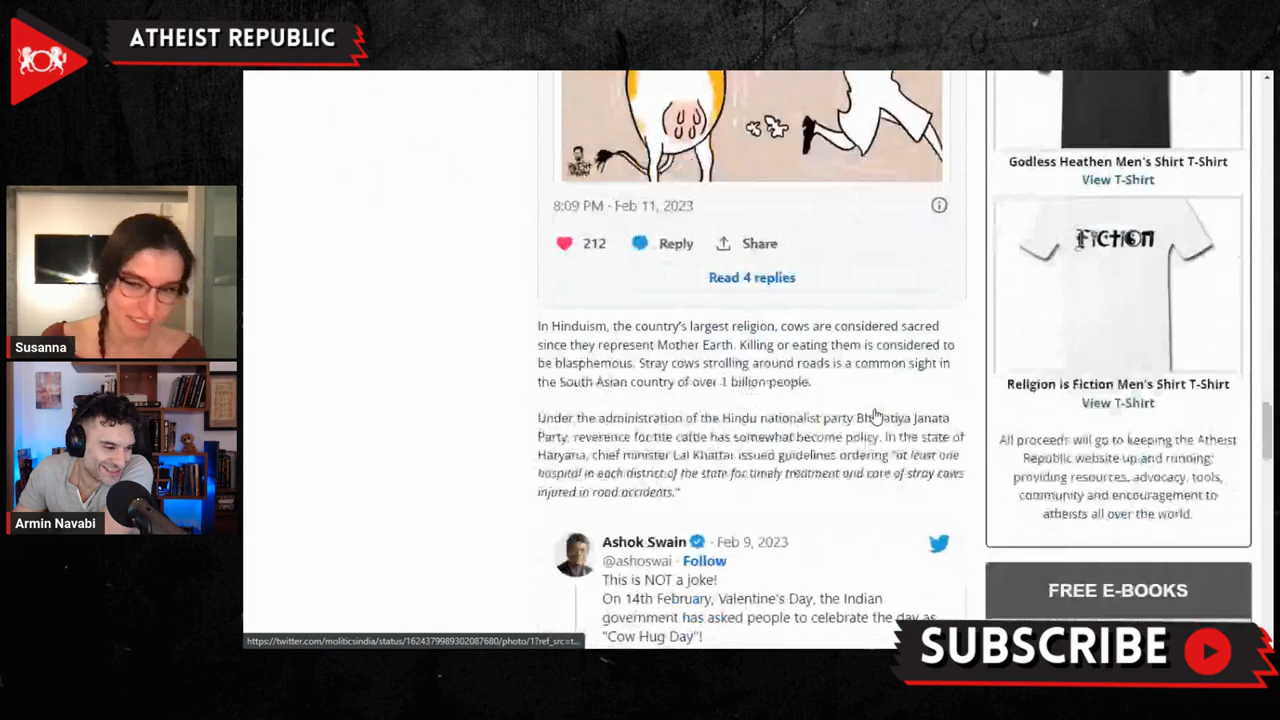 ATHEIST REPUBLIC
Susanna
Armin Navabi
8:09 PM · Feb 11, 2023
212 Reply Share
Read 4 replies
In Hinduism, the country's largest religion, cows are considered sacred
since they represent Mother Earth. Killing or eating them is considered to
be blasphemous. Stray cows strolling around roads is a common sight in
the South Asian country of over 1 billion people.
Under the administration of the Hindu nationalist party Bharatiya Janata
Party, reverence for the cattle has somewhat become policy. In the state of
Haryana, chief minister Lal Khattar issued guidelines ordering "at least one
hospital in each district of the state for timely treatment and care of stray cows
injured in road accidents."
Ashok Swain · Feb 9, 2023
@ashoswai · Follow
This is NOT a joke!
On 14th February, Valentine's Day, the Indian
government has asked people to celebrate the day as
"Cow Hug Day"!
https://twitter.com/moliticsindia/status/1624379989302087680/photo/1?ref_src=t...
Godless Heathen Men's Shirt T-Shirt
View T-Shirt
Fiction
Religion is Fiction Men's Shirt T-Shirt
View T-Shirt
All proceeds will go to keeping the Atheist
Republic website up and running;
providing resources, advocacy, tools,
community and encouragement to
atheists all over the world.
FREE E-BOOKS
SUBSCRIBE